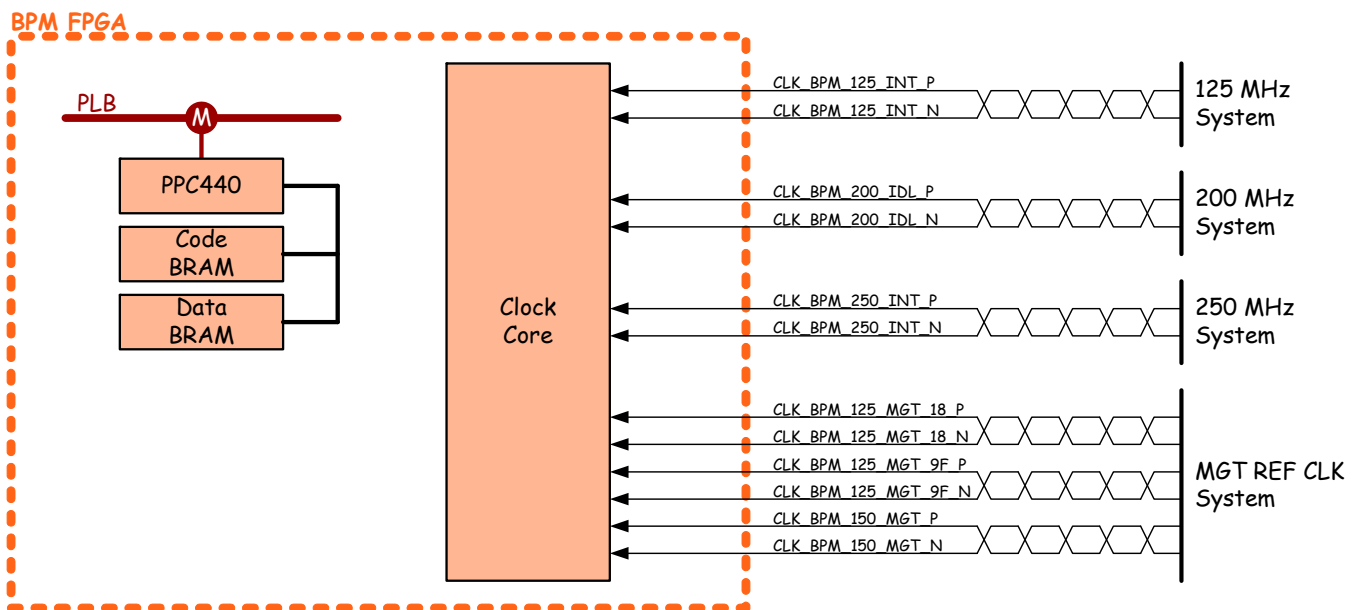 BPM FPGA
PLB
M
PPC440
Code
BRAM
Data
BRAM
Clock
Core
CLK_BPM_125_INT_P
CLK_BPM_125_INT_N
125 MHz
System
CLK_BPM_200_IDL_P
CLK_BPM_200_IDL_N
200 MHz
System
CLK_BPM_250_INT_P
CLK_BPM_250_INT_N
250 MHz
System
CLK_BPM_125_MGT_18_P
CLK_BPM_125_MGT_18_N
CLK_BPM_125_MGT_9F_P
CLK_BPM_125_MGT_9F_N
CLK_BPM_150_MGT_P
CLK_BPM_150_MGT_N
MGT REF CLK
System